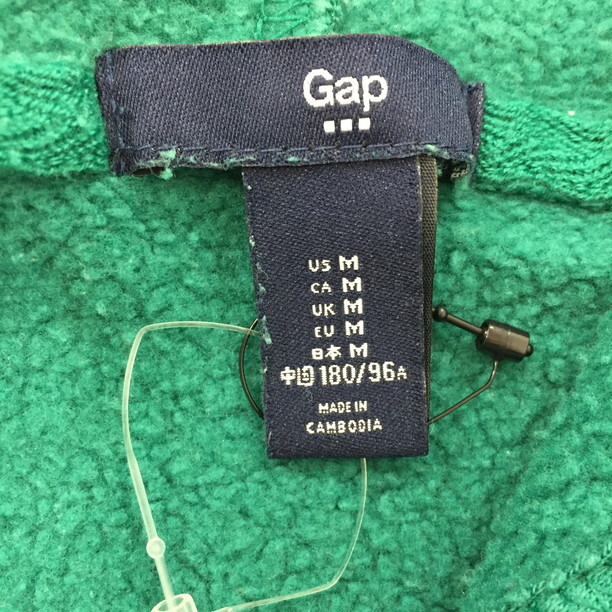 Gap
US M
CA M
UK M
EU M
日本 M
中国 180/96A
MADE IN
CAMBODIA